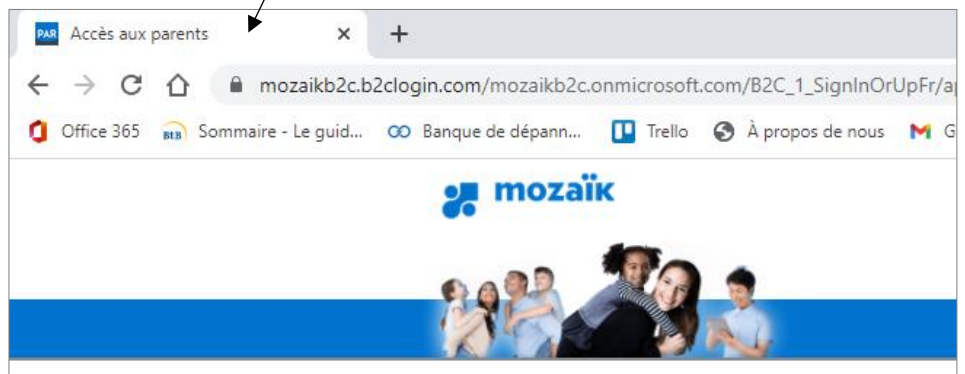 PAR Accès aux parents
mozaikb2c.b2clogin.com/mozaikb2c.onmicrosoft.com/B2C_1_SignInOrUpFr/a
Office 365 BtB Sommaire - Le guid... Banque de dépann... Trello À propos de nous G
mozaïk